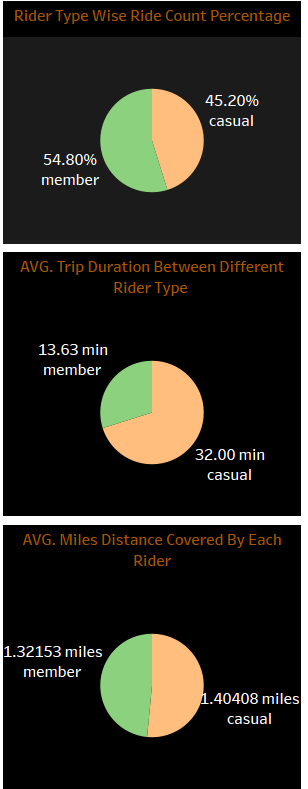 Rider Type Wise Ride Count Percentage
45.20%
casual
54.80%
member
AVG. Trip Duration Between Different
Rider Type
13.63 min
member
32.00 min
casual
AVG. Miles Distance Covered By Each
Rider
1.32153 miles
member
1.40408 miles
casual